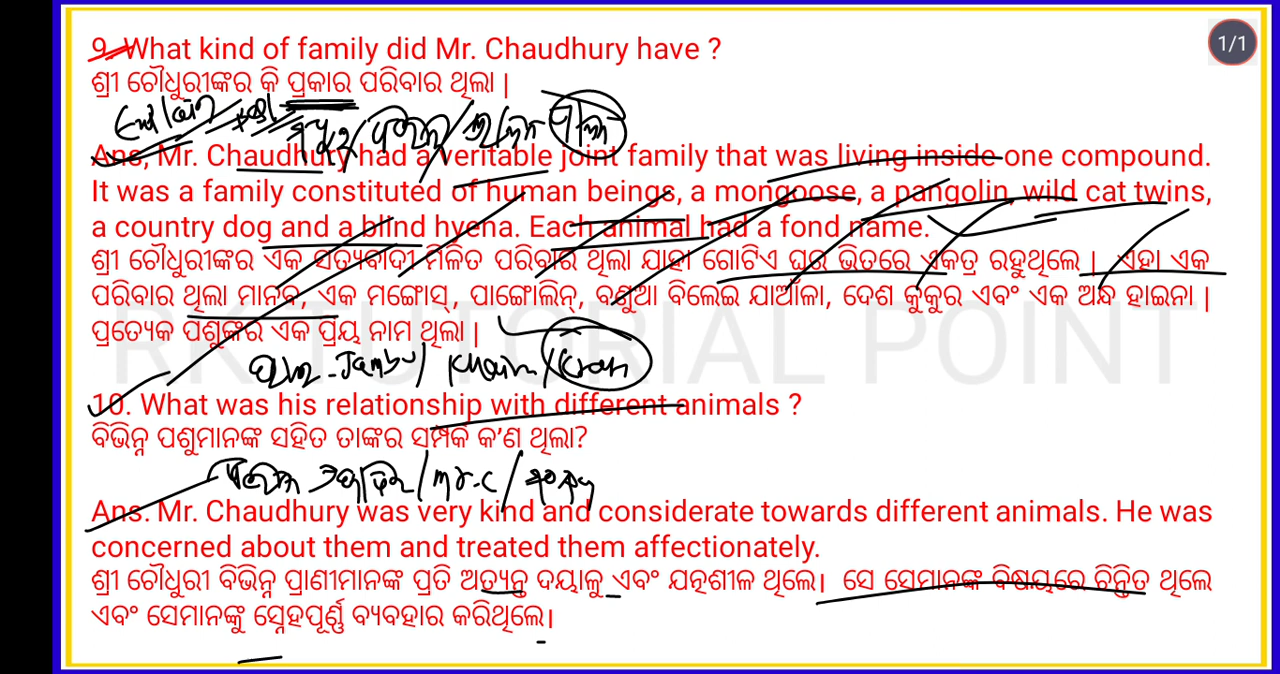 1/1
9. What kind of family did Mr. Chaudhury have ?
ଶ୍ରୀ ଚୌଧୁରୀଙ୍କର କି ପ୍ରକାର ପରିବାର ଥିଲା |
Ans, Mr. Chaudhury had a veritable joint family that was living inside one compound.
It was a family constituted of human beings, a mongoose, a pangolin, wild cat twins,
a country dog and a blind hyena. Each animal had a fond name.
ଶ୍ରୀ ଚୌଧୁରୀଙ୍କର ଏକ ସତ୍ୟବାଦୀ ମିଳିତ ପରିବାର ଥିଲା ଯାହା ଗୋଟିଏ ଘର ଭିତରେ ଏକତ୍ର ରହୁଥିଲେ | ଏହା ଏକ
ପରିବାର ଥିଲା ମାନବ, ଏକ ମଙ୍ଗୋସ୍, ପାଙ୍ଗୋଲିନ୍, ବଣୁଆ ବିଲେଇ ଯାଆଁଳା, ଦେଶ କୁକୁର ଏବଂ ଏକ ଅନ୍ଧ ହାଇନା |
ପ୍ରତ୍ୟେକ ପଶୁଙ୍କର ଏକ ପ୍ରିୟ ନାମ ଥିଲା |
Jambu / Khairi
RK TUTORIAL POINT
10. What was his relationship with different animals ?
ବିଭିନ୍ନ ପଶୁମାନଙ୍କ ସହିତ ତାଙ୍କର ସମ୍ପର୍କ କ'ଣ ଥିଲା?
Ans. Mr. Chaudhury was very kind and considerate towards different animals. He was
concerned about them and treated them affectionately.
ଶ୍ରୀ ଚୌଧୁରୀ ବିଭିନ୍ନ ପ୍ରାଣୀମାନଙ୍କ ପ୍ରତି ଅତ୍ୟନ୍ତ ଦୟାଳୁ ଏବଂ ଯତ୍ନଶୀଳ ଥିଲେ| ସେ ସେମାନଙ୍କ ବିଷୟରେ ଚିନ୍ତିତ ଥିଲେ
ଏବଂ ସେମାନଙ୍କୁ ସ୍ନେହପୂର୍ଣ୍ଣ ବ୍ୟବହାର କରିଥିଲେ|